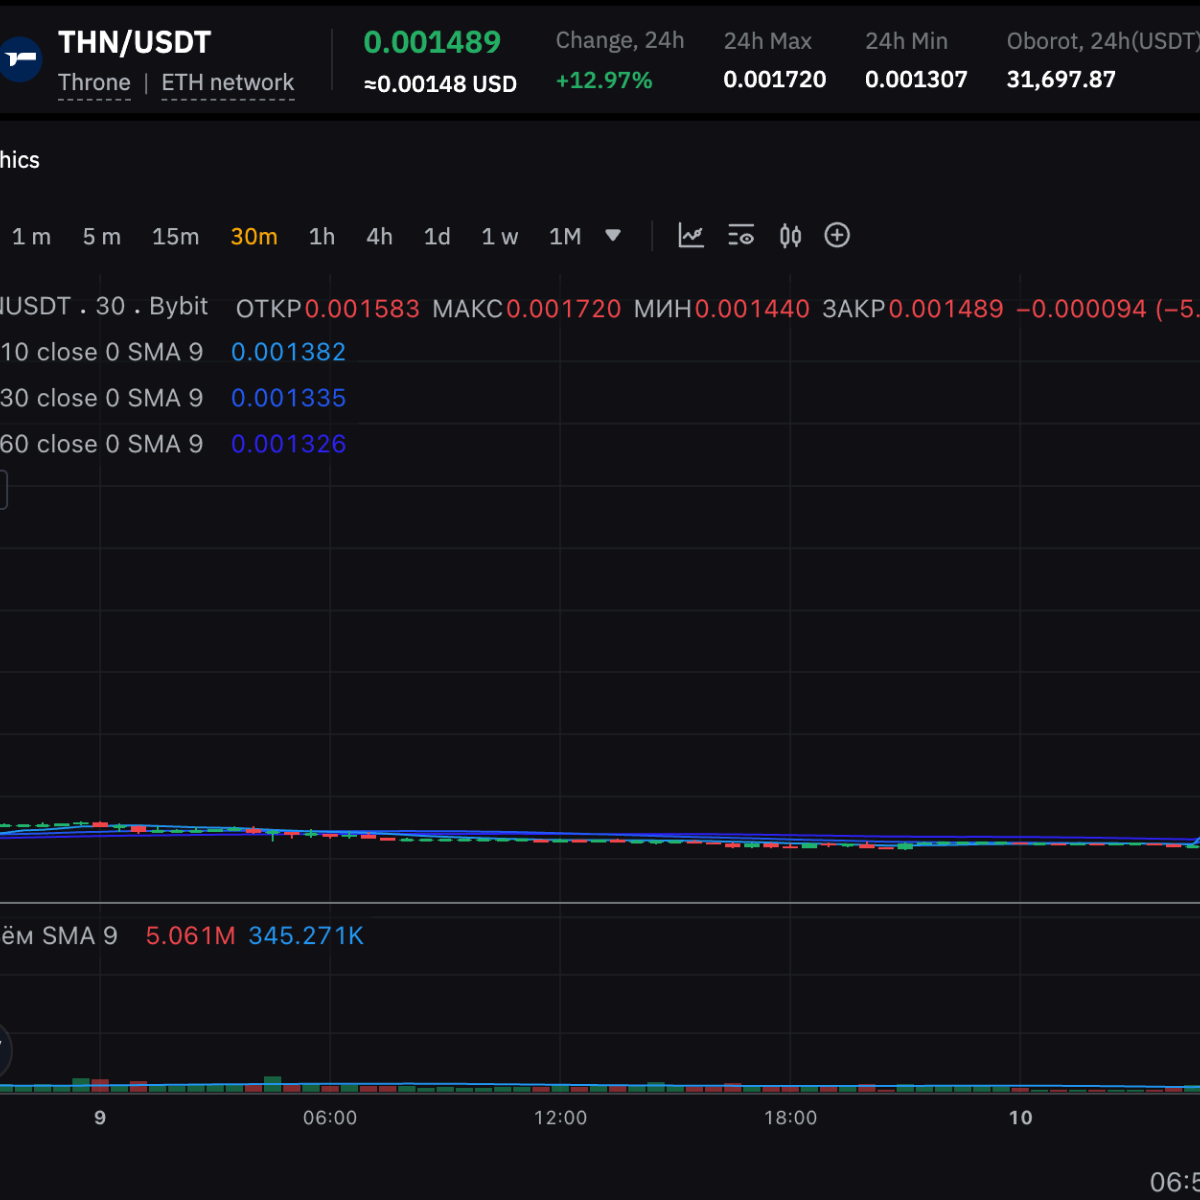 THN/USDT
Throne | ETH network
0.001489
≈0.00148 USD
Change, 24h
+12.97%
24h Max
0.001720
24h Min
0.001307
Oborot, 24h(USDT)
31,697.87
hics
1 m 5 m 15m 30m 1h 4h 1d 1 w 1M
USDT . 30 . Bybit ОТКР0.001583 МАКС0.001720 МИН0.001440 ЗАКР0.001489 −0.000094 (−5.
10 close 0 SMA 9 0.001382
30 close 0 SMA 9 0.001335
60 close 0 SMA 9 0.001326
ём SMA 9 5.061M 345.271K
9 06:00 12:00 18:00 10
06:5